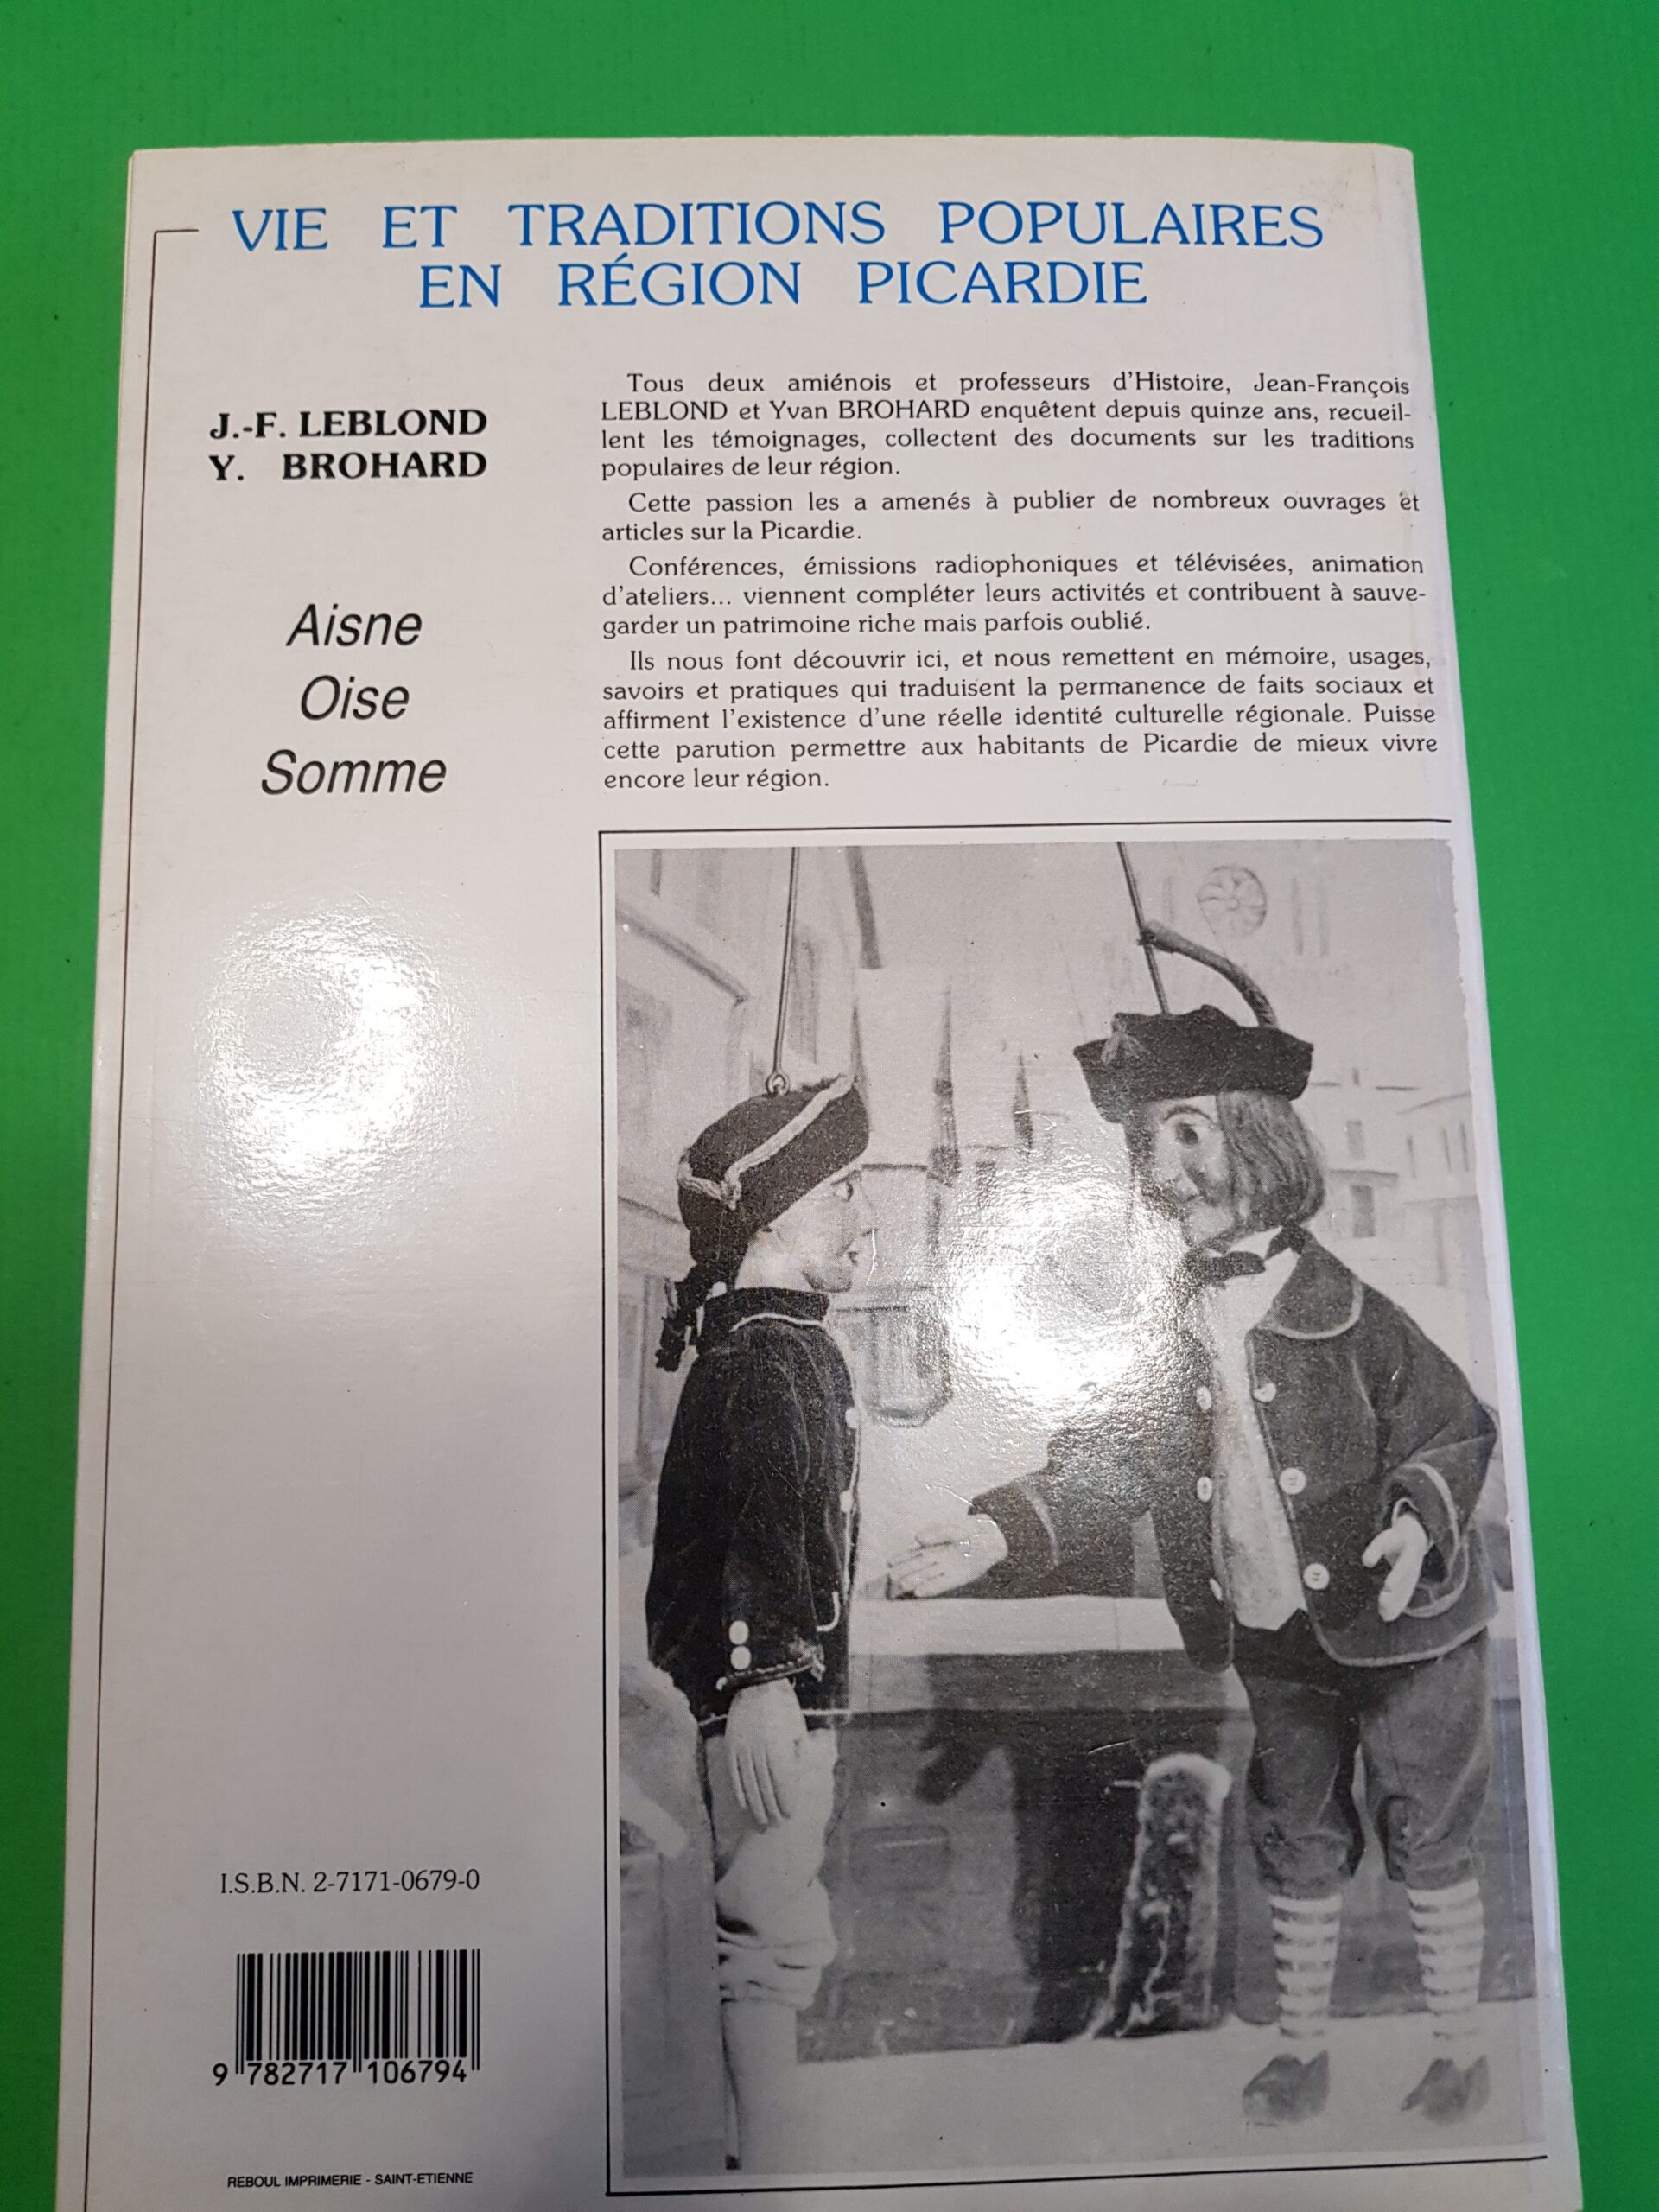 VIE ET TRADITIONS POPULAIRES
EN RÉGION PICARDIE
J.-F. LEBLOND
Y. BROHARD
Aisne
Oise
Somme
Tous deux amiénois et professeurs d'Histoire, Jean-François
LEBLOND et Yvan BROHARD enquêtent depuis quinze ans, recueil-
lent les témoignages, collectent des documents sur les traditions
populaires de leur région.
Cette passion les a amenés à publier de nombreux ouvrages et
articles sur la Picardie.
Conférences, émissions radiophoniques et télévisées, animation
d'ateliers... viennent compléter leurs activités et contribuent à sauve-
garder un patrimoine riche mais parfois oublié.
Ils nous font découvrir ici, et nous remettent en mémoire, usages,
savoirs et pratiques qui traduisent la permanence de faits sociaux et
affirment l'existence d'une réelle identité culturelle régionale. Puisse
cette parution permettre aux habitants de Picardie de mieux vivre
encore leur région.
I.S.B.N. 2-7171-0679-0
9 782717 106794
REBOUL IMPRIMERIE - SAINT-ETIENNE